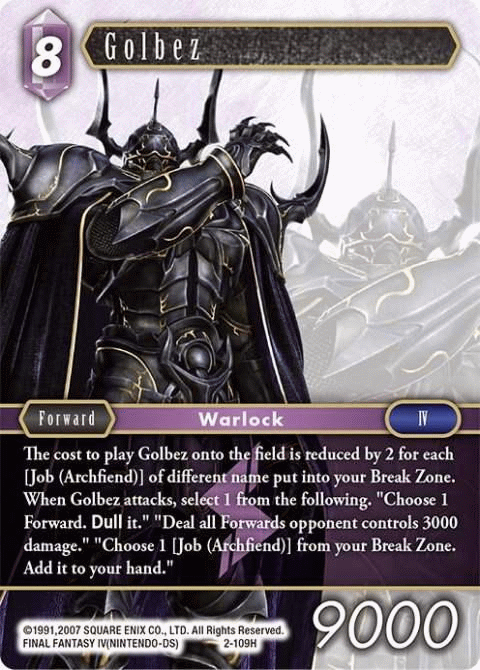 8
Golbez
Forward
Warlock
IV
The cost to play Golbez onto the field is reduced by 2 for each
[Job (Archfiend)] of different name put into your Break Zone.
When Golbez attacks, select 1 from the following. "Choose 1
Forward. Dull it." "Deal all Forwards opponent controls 3000
damage." "Choose 1 [Job (Archfiend)] from your Break Zone.
Add it to your hand."
©1991,2007 SQUARE ENIX CO., LTD. All Rights Reserved.
FINAL FANTASY IV(NINTENDO-DS)
2-109H
9000